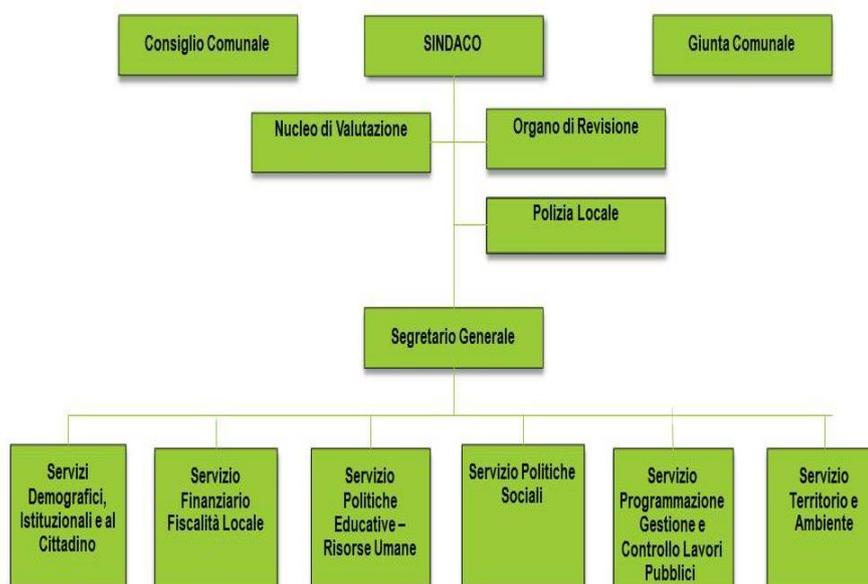 Consiglio Comunale
SINDACO
Giunta Comunale
Nucleo di Valutazione
Organo di Revisione
Polizia Locale
Segretario Generale
Servizi
Demografici,
Istituzionali e al
Cittadino
Servizio
Finanziario
Fiscalità Locale
Servizio
Politiche
Educative –
Risorse Umane
Servizio Politiche
Sociali
Servizio
Programmazione
Gestione e
Controllo Lavori
Pubblici
Servizio
Territorio e
Ambiente